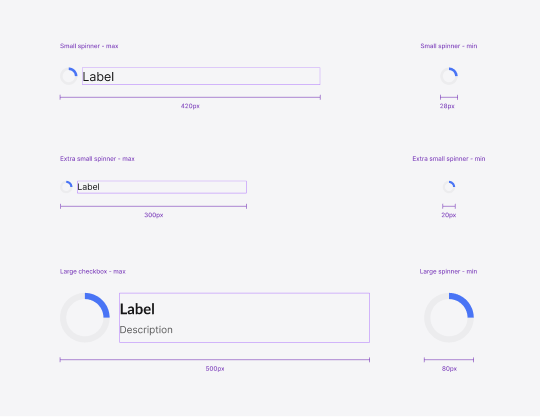 Small spinner - max
Small spinner - min
Label
420px
28px
Extra small spinner - max
Extra small spinner - min
Label
300px
20px
Large checkbox - max
Large spinner - min
Label
Description
500px
80px